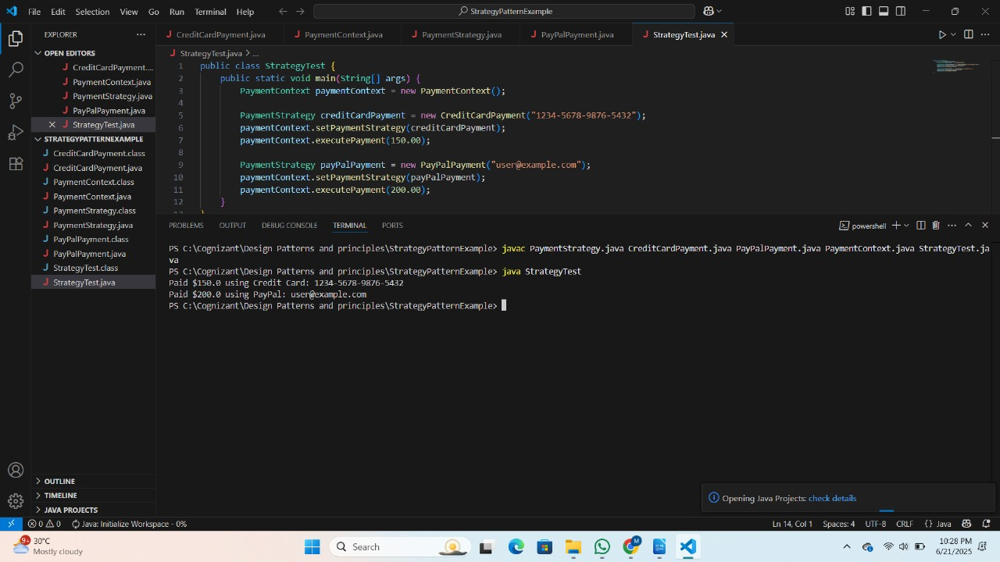 File Edit Selection View Go Run Terminal Help
StrategyPatternExample
EXPLORER
OPEN EDITORS
CreditCardPayment....
PaymentContext.java
PaymentStrategy.java
PayPalPayment.java
StrategyTest.java
STRATEGYPATTERNEXAMPLE
CreditCardPayment.class
CreditCardPayment.java
PaymentContext.class
PaymentContext.java
PaymentStrategy.class
PaymentStrategy.java
PayPalPayment.class
PayPalPayment.java
StrategyTest.class
StrategyTest.java
OUTLINE
TIMELINE
JAVA PROJECTS
CreditCardPayment.java PaymentContext.java PaymentStrategy.java PayPalPayment.java StrategyTest.java
StrategyTest.java > ...
1 public class StrategyTest {
2 public static void main(String[] args) {
3 PaymentContext paymentContext = new PaymentContext();
4
5 PaymentStrategy creditCardPayment = new CreditCardPayment("1234-5678-9876-5432");
6 paymentContext.setPaymentStrategy(creditCardPayment);
7 paymentContext.executePayment(150.00);
8
9 PaymentStrategy payPalPayment = new PayPalPayment("user@example.com");
10 paymentContext.setPaymentStrategy(payPalPayment);
11 paymentContext.executePayment(200.00);
12 }
PROBLEMS OUTPUT DEBUG CONSOLE TERMINAL PORTS
powershell
PS C:\Cognizant\Design Patterns and principles\StrategyPatternExample> javac PaymentStrategy.java CreditCardPayment.java PayPalPayment.java PaymentContext.java StrategyTest.ja
va
PS C:\Cognizant\Design Patterns and principles\StrategyPatternExample> java StrategyTest
Paid $150.0 using Credit Card: 1234-5678-9876-5432
Paid $200.0 using PayPal: user@example.com
PS C:\Cognizant\Design Patterns and principles\StrategyPatternExample>
Opening Java Projects: check details
0 0 Java: Initialize Workspace - 0%
Ln 14, Col 1 Spaces: 4 UTF-8 CRLF {} Java
9+ 30°C
Mostly cloudy
Search
M
10:28 PM
6/21/2025